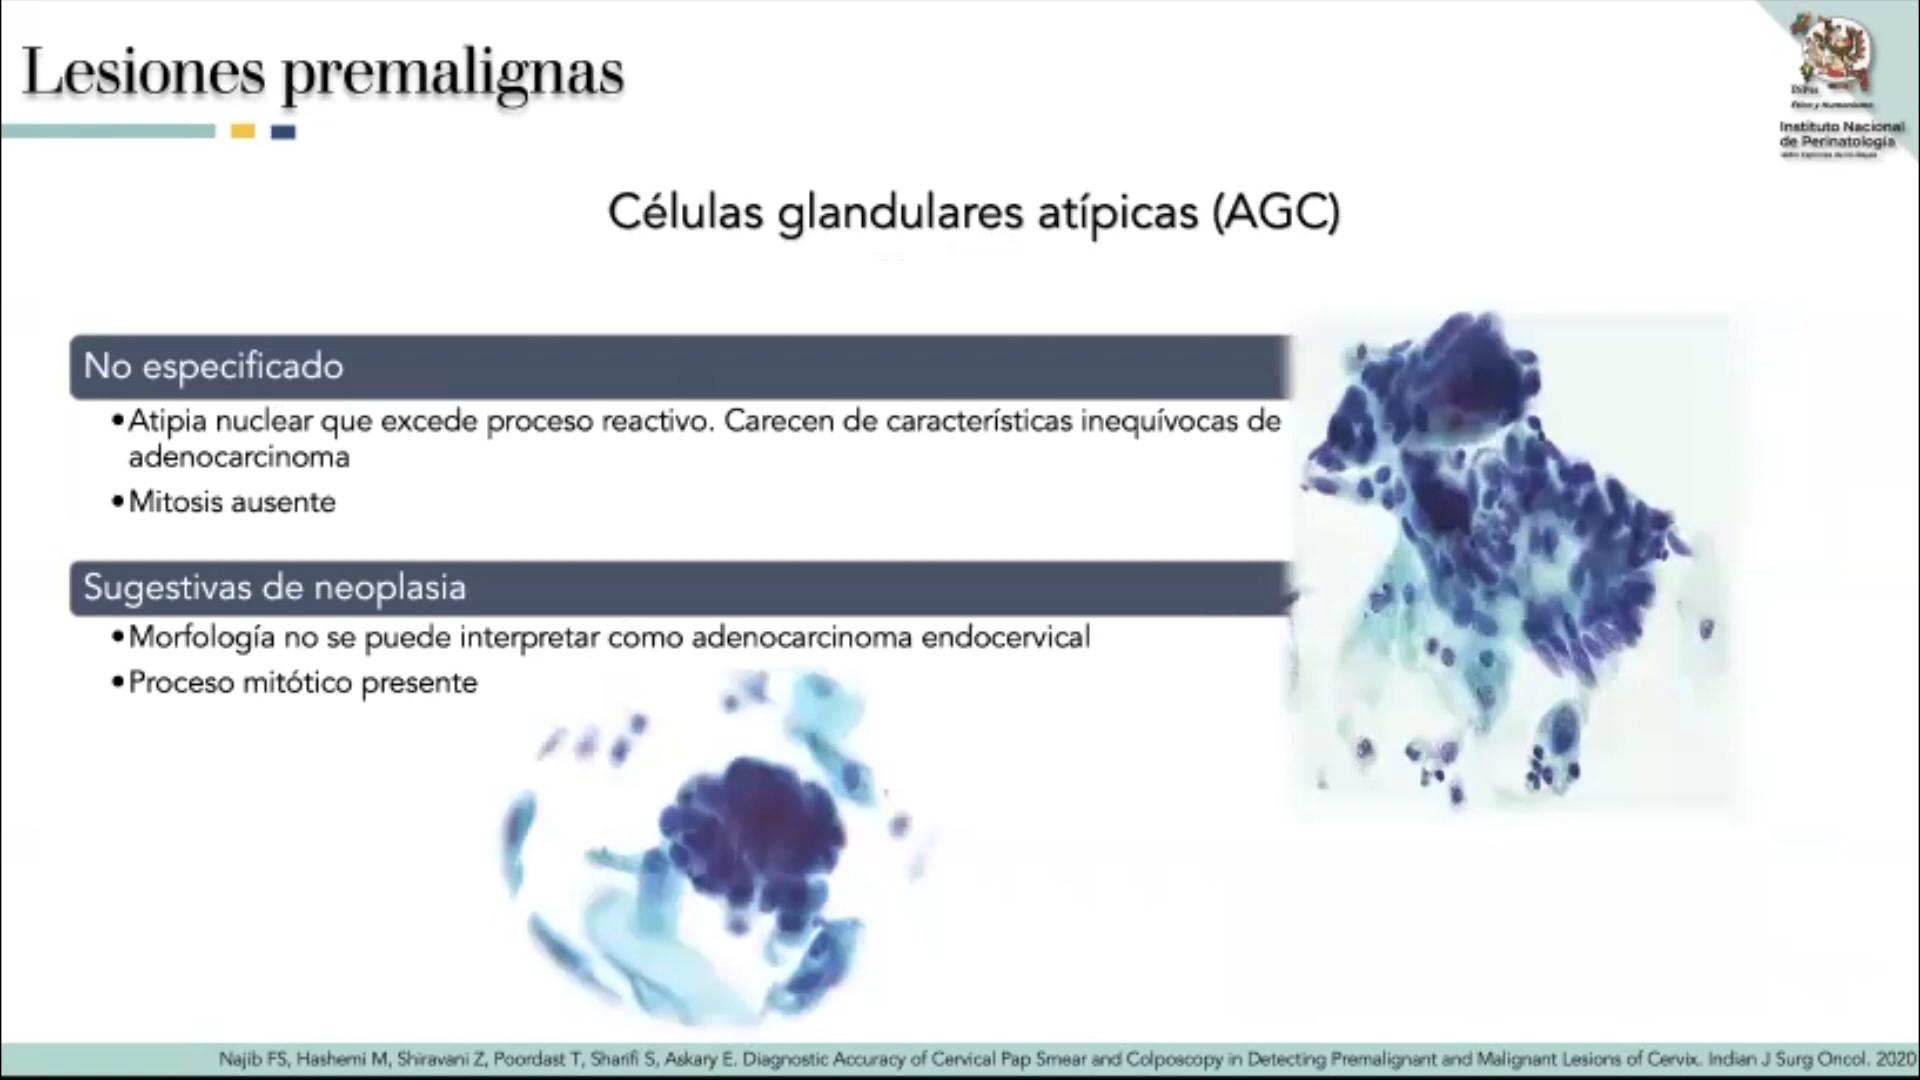 Lesiones premalignas
INPer
Ética y Humanismo
Instituto Nacional
de Perinatología
Células glandulares atípicas (AGC)
No especificado
•Atipia nuclear que excede proceso reactivo. Carecen de características inequívocas de
adenocarcinoma
•Mitosis ausente
Sugestivas de neoplasia
•Morfología no se puede interpretar como adenocarcinoma endocervical
•Proceso mitótico presente
Najib FS, Hashemi M, Shiravani Z, Poordast T, Sharifi S, Askary E. Diagnostic Accuracy of Cervical Pap Smear and Colposcopy in Detecting Premalignant and Malignant Lesions of Cervix. Indian J Surg Oncol. 2020